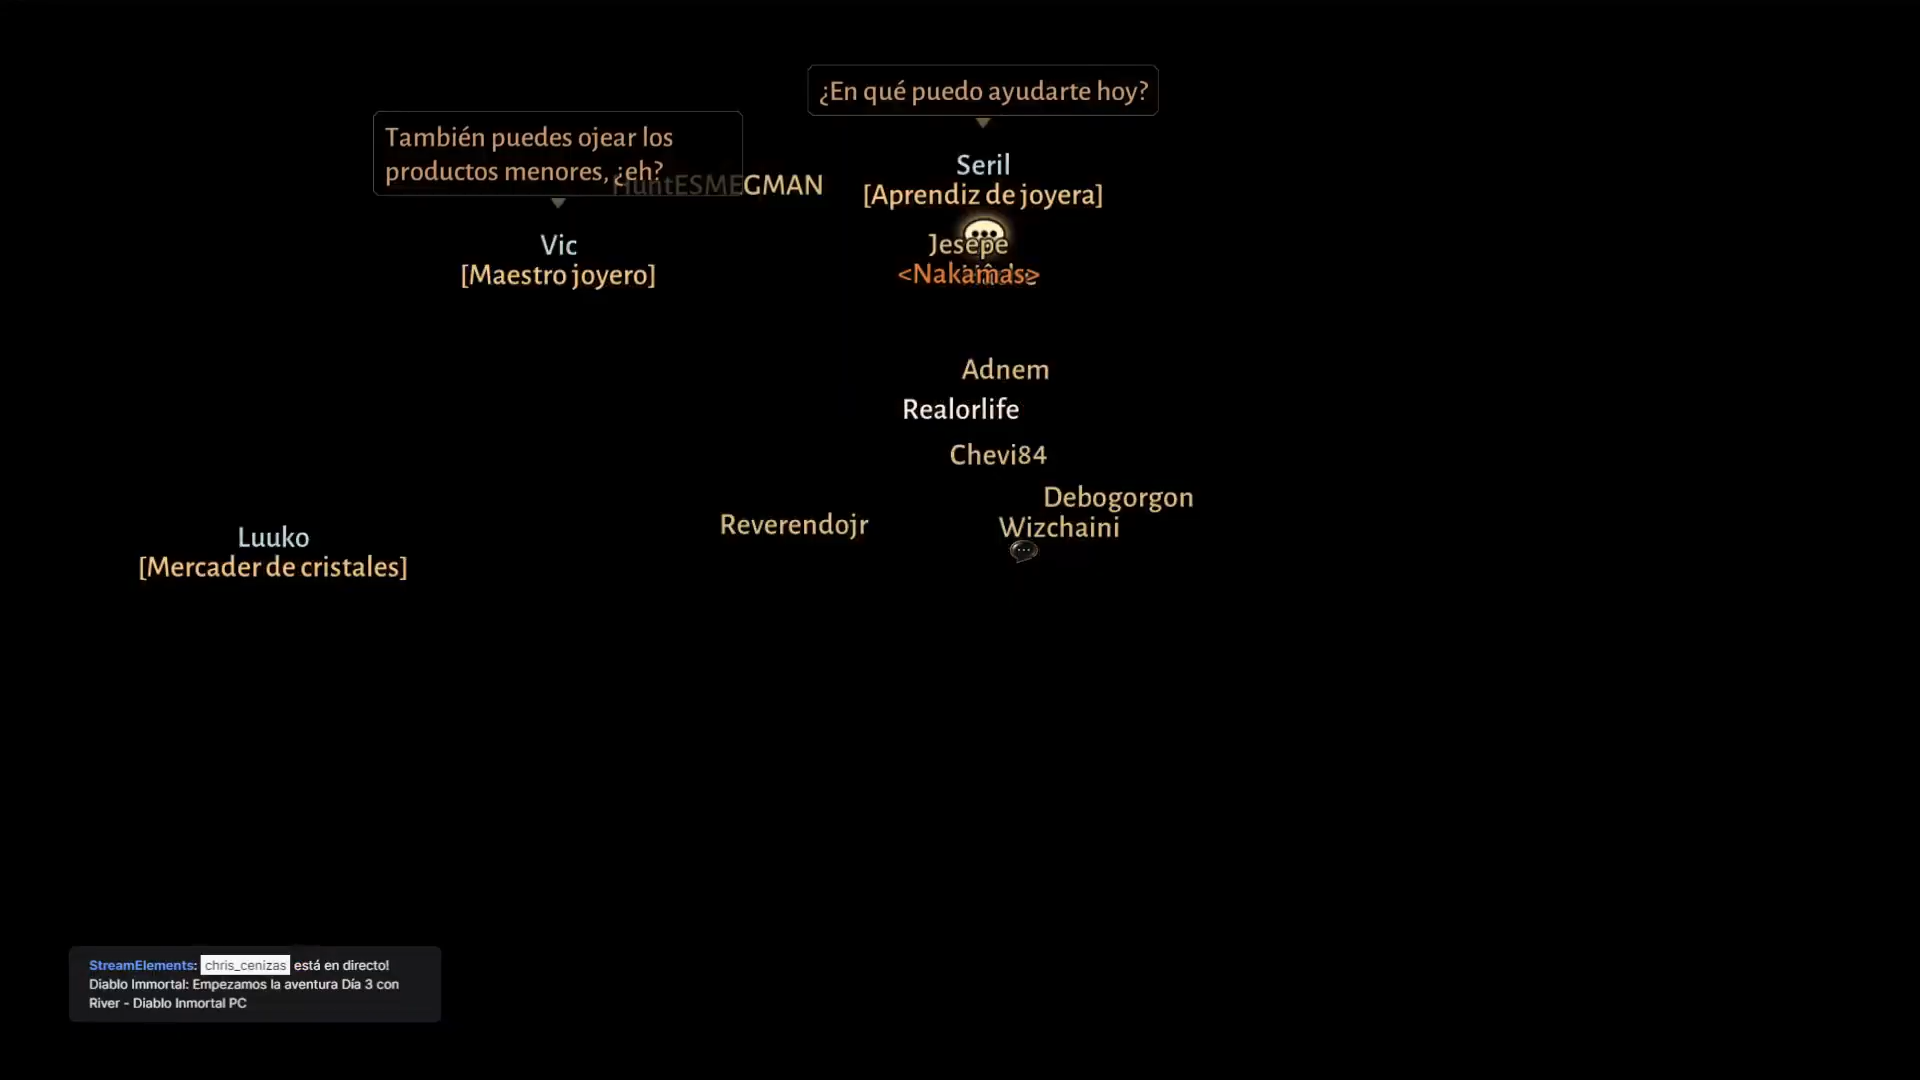 ¿En qué puedo ayudarte hoy?
También puedes ojear los
productos menores, ¿eh?
HuntESMEGMAN
Seril
[Aprendiz de joyera]
Vic
[Maestro joyero]
Jesepe
<Nakamas>
Adnem
Realorlife
Chevi84
Debogorgon
Reverendojr
Wizchaini
Luuko
[Mercader de cristales]
StreamElements: chris_cenizas está en directo!
Diablo Immortal: Empezamos la aventura Día 3 con
River - Diablo Inmortal PC